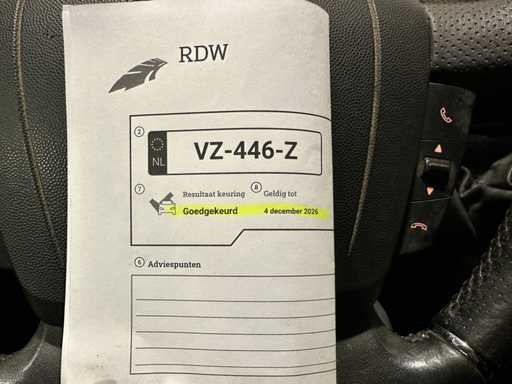 RDW
2
NL VZ-446-Z
7 Resultaat keuring 8 Geldig tot
Goedgekeurd 4 december 2026
6 Adviespunten